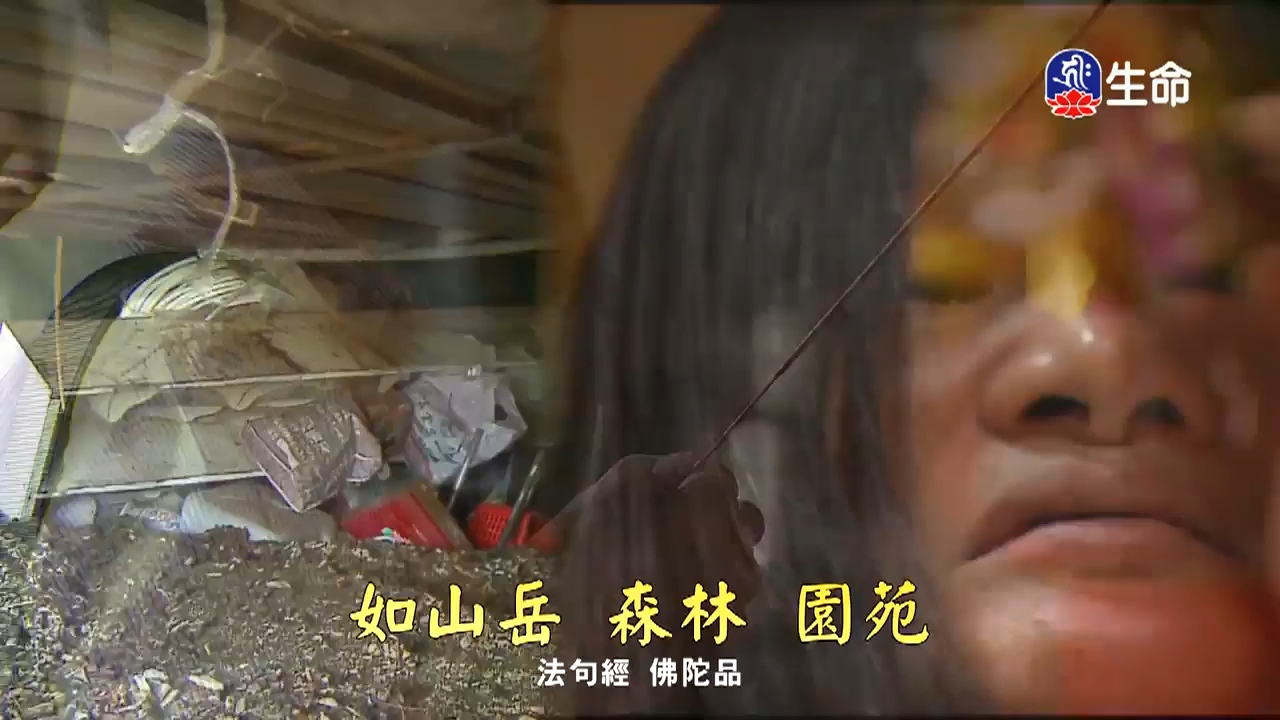 生命
如山岳 森林 園苑
法句經 佛陀品